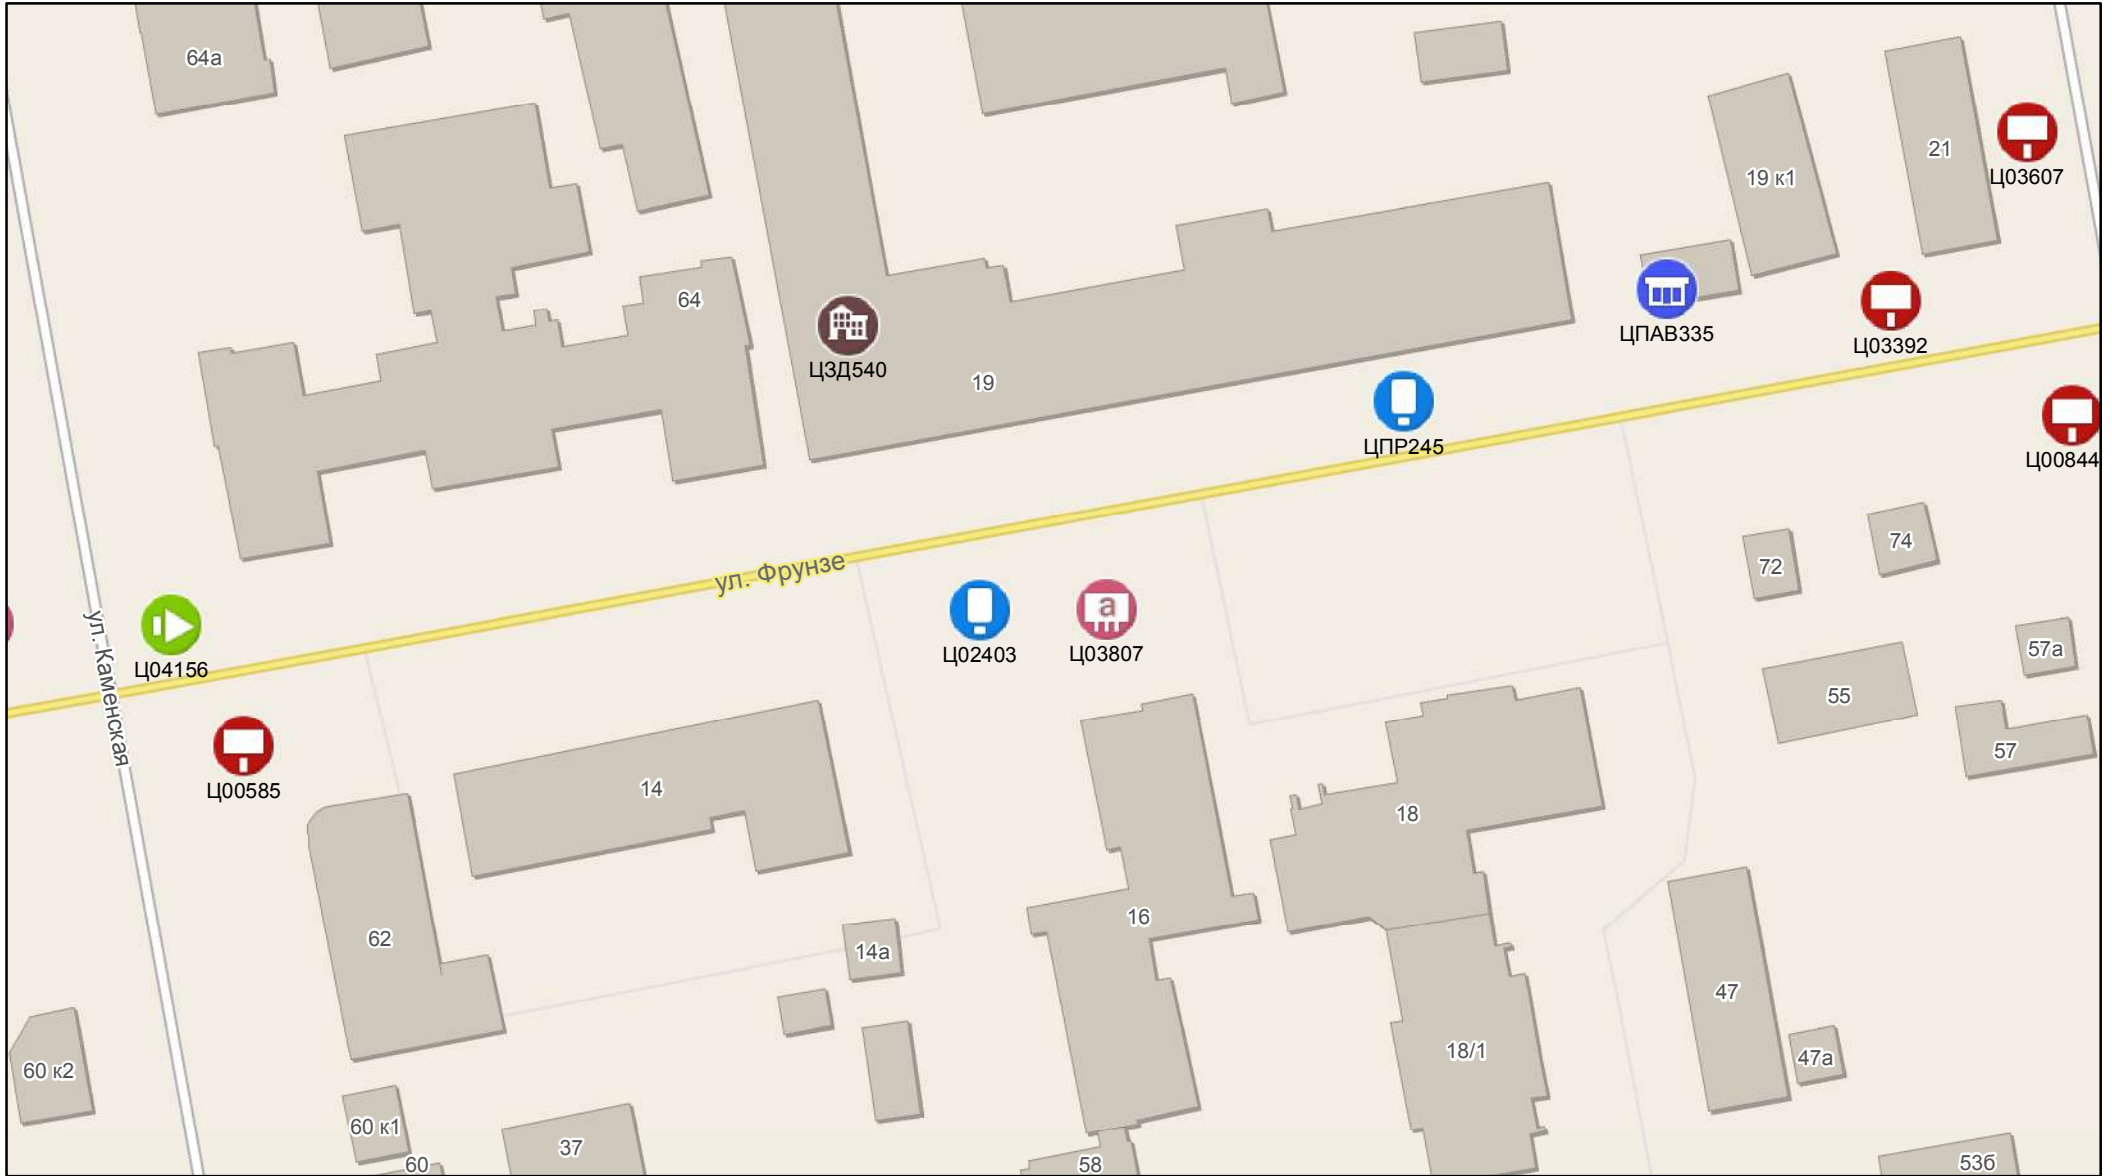 64а
21
Ц03607
19 к1
64
ЦЗД540
19
ЦПАВ335
Ц03392
ЦПР245
Ц00844
ул. Фрунзе
72
74
ул. Каменская
Ц04156
Ц02403
а
Ц03807
57а
55
57
Ц00585
14
18
16
62
14а
47
18/1
47а
60 к2
60 к1
37
60
58
53б